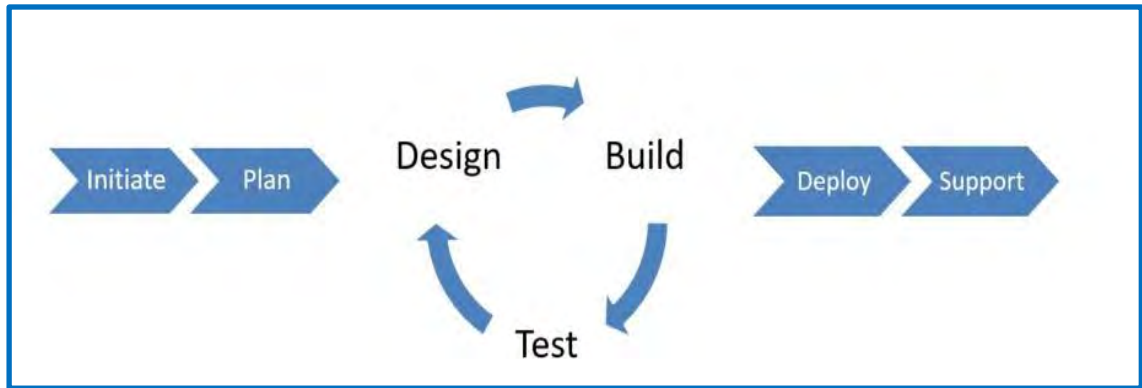 Initiate
Plan
Design
Build
Test
Deploy
Support